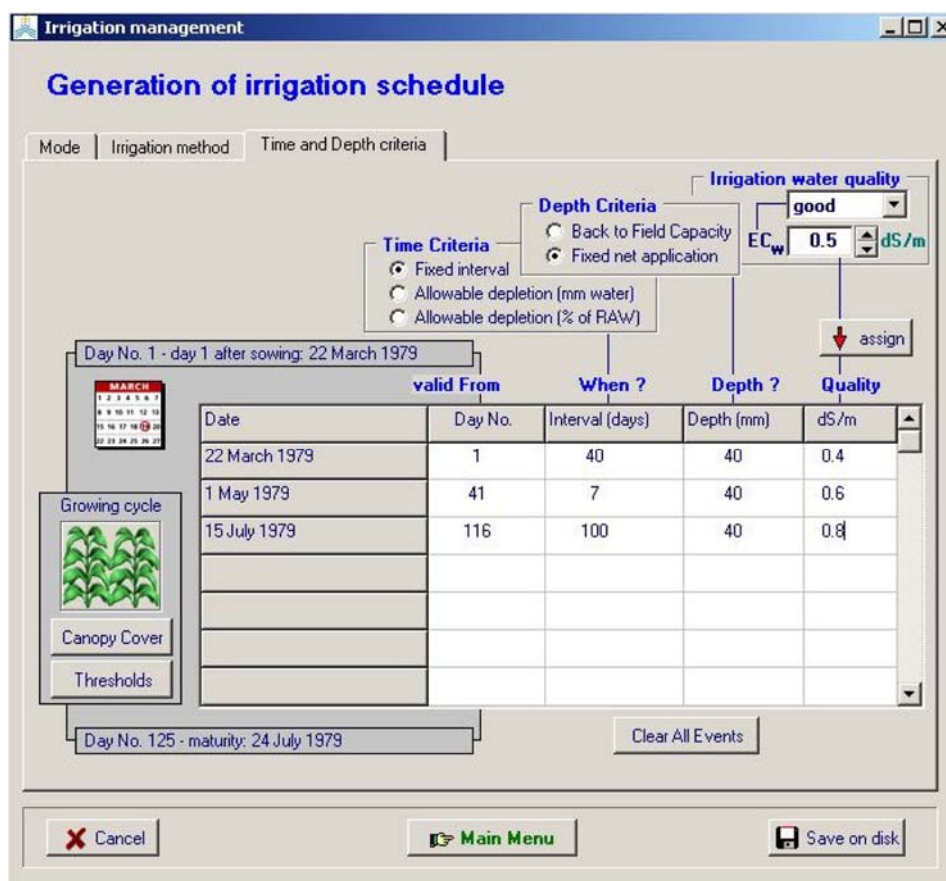 Irrigation management
Generation of irrigation schedule
Mode
Irrigation method
Time and Depth criteria
Irrigation water quality
good
ECw 0.5 dS/m
Depth Criteria
Back to Field Capacity
Fixed net application
Time Criteria
Fixed interval
Allowable depletion (mm water)
Allowable depletion (% of RAW)
assign
Day No. 1 - day 1 after sowing: 22 March 1979
MARCH
valid From When ? Depth ? Quality
Date Day No. Interval (days) Depth (mm) dS/m
22 March 1979 1 40 40 0.4
1 May 1979 41 7 40 0.6
15 July 1979 116 100 40 0.8
Growing cycle
Canopy Cover
Thresholds
Day No. 125 - maturity: 24 July 1979
Clear All Events
Cancel
Main Menu
Save on disk